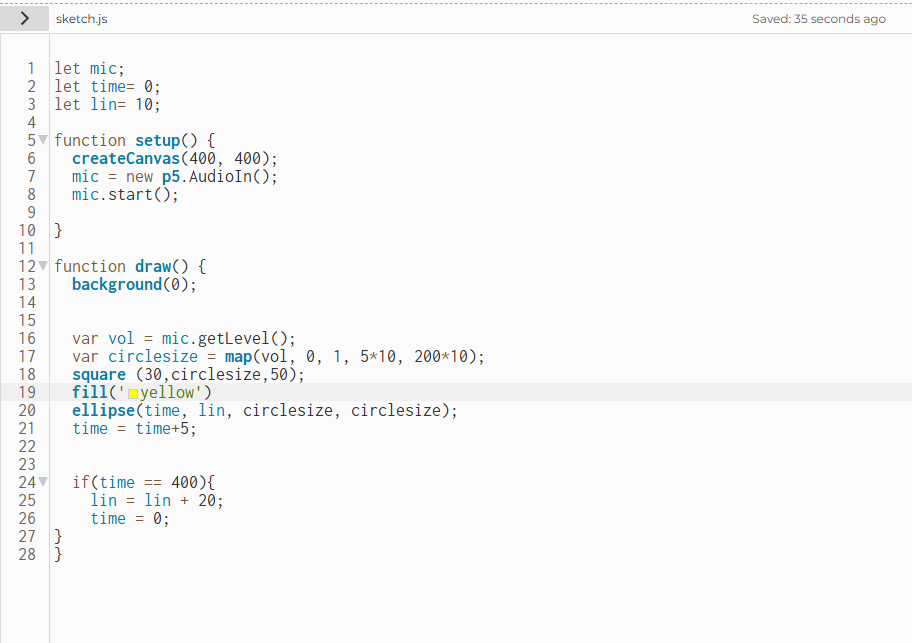 sketch.js
Saved: 35 seconds ago
1 let mic;
2 let time= 0;
3 let lin= 10;
4
5 function setup() {
6   createCanvas(400, 400);
7   mic = new p5.AudioIn();
8   mic.start();
9
10 }
11
12 function draw() {
13   background(0);
14
15
16   var vol = mic.getLevel();
17   var circlesize = map(vol, 0, 1, 5*10, 200*10);
18   square (30,circlesize,50);
19   fill('yellow')
20   ellipse(time, lin, circlesize, circlesize);
21   time = time+5;
22
23
24   if(time == 400){
25     lin = lin + 20;
26     time = 0;
27 }
28 }